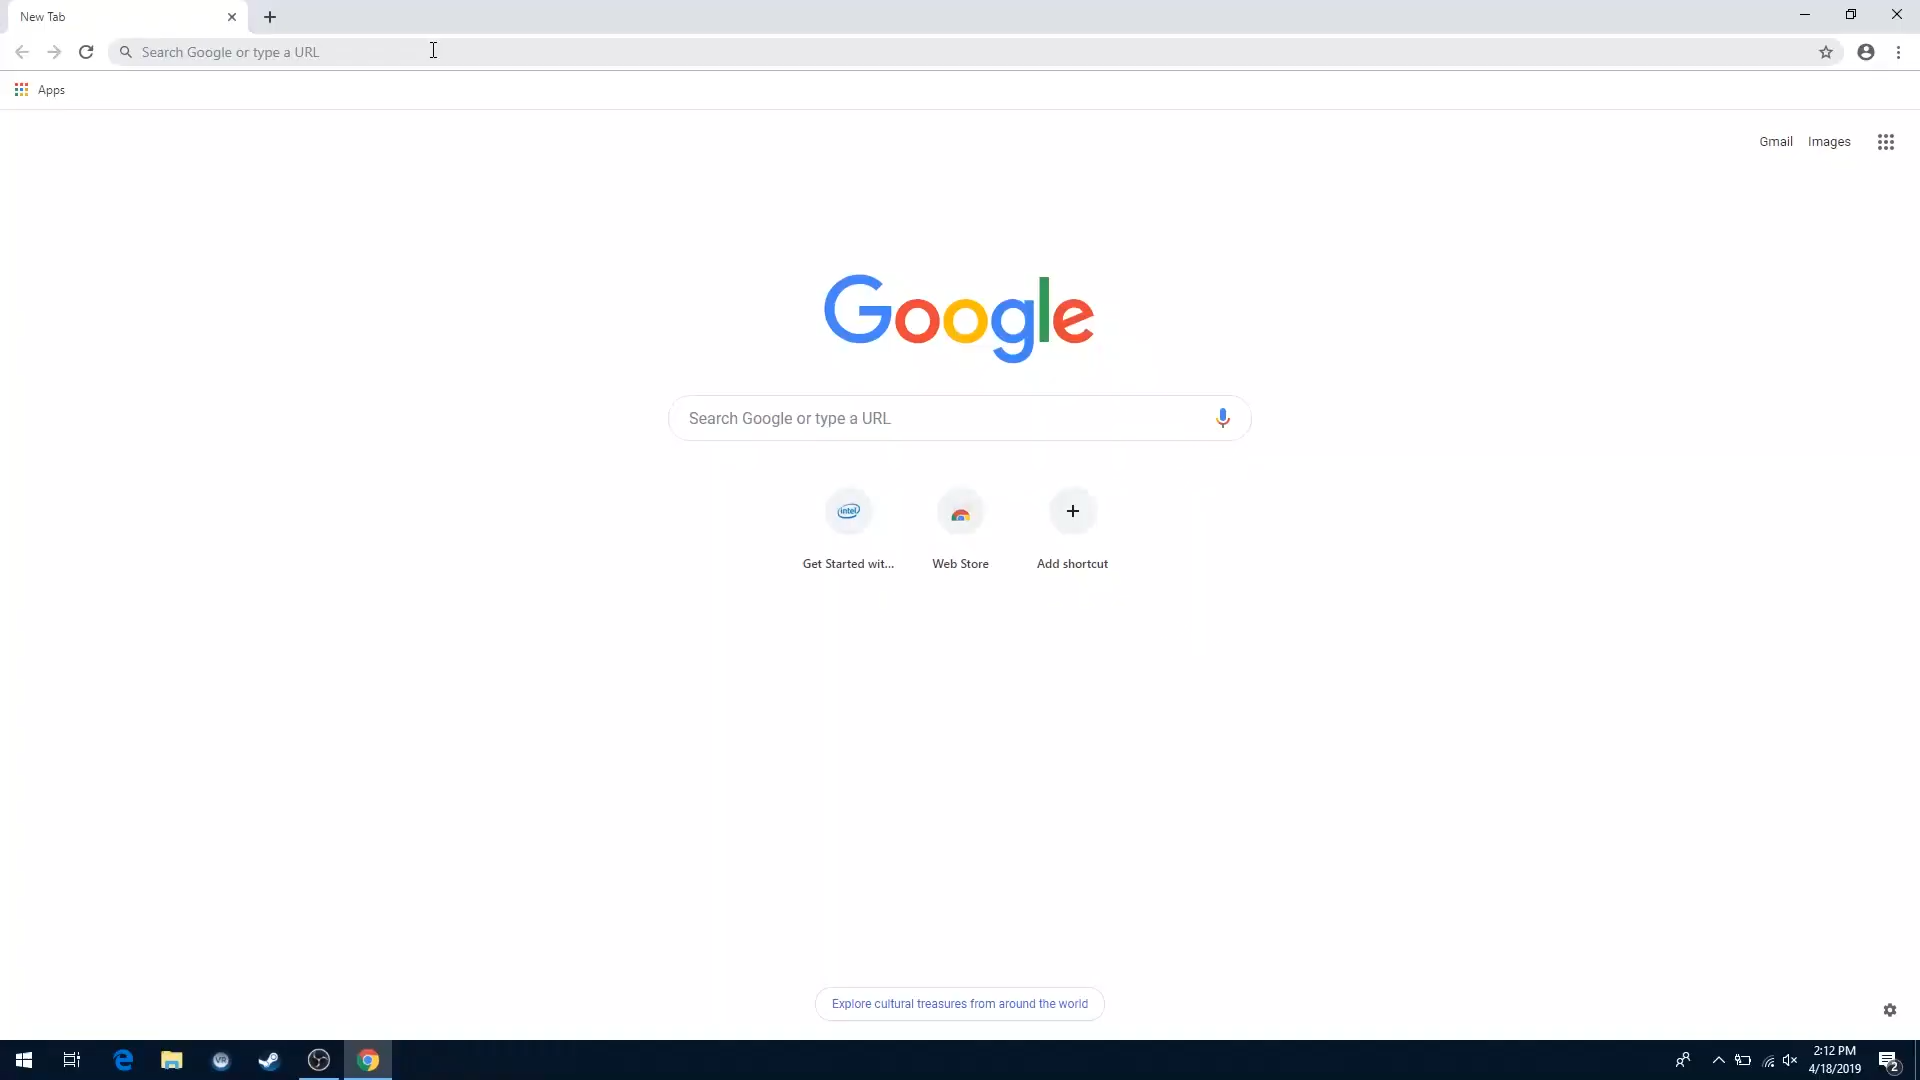 New Tab
Search Google or type a URL
Apps
Gmail Images
Google
Search Google or type a URL
intel
Get Started wit... Web Store Add shortcut
Explore cultural treasures from around the world
VR
2:12 PM
4/18/2019
2